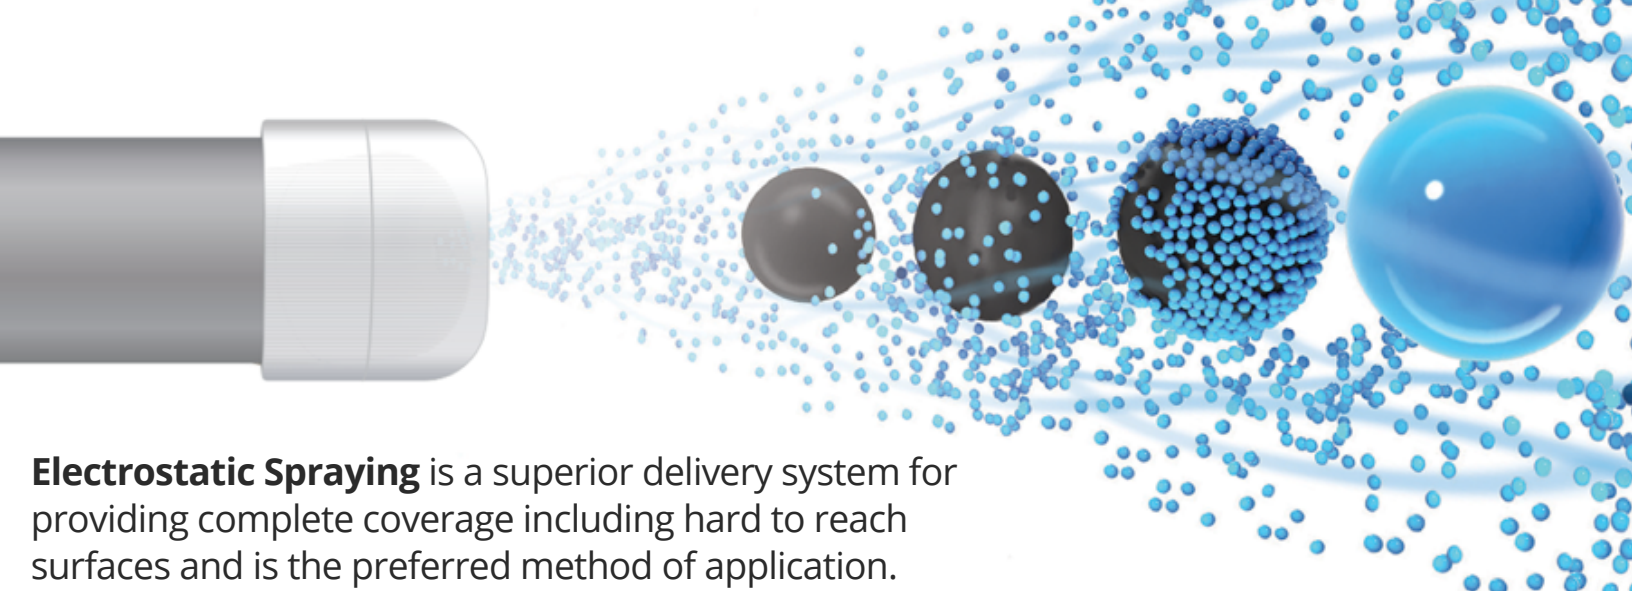 Electrostatic Spraying is a superior delivery system for
providing complete coverage including hard to reach
surfaces and is the preferred method of application.